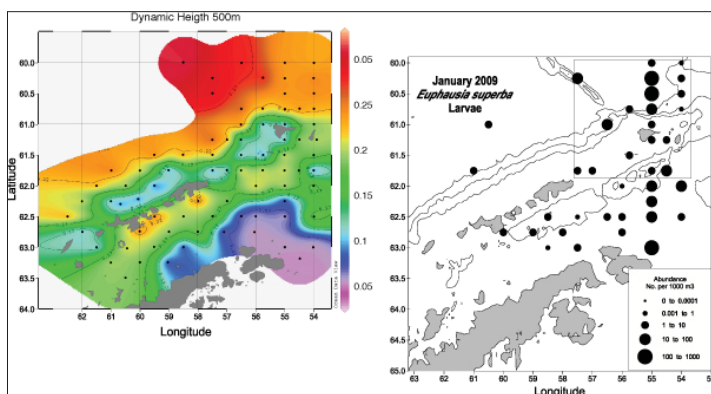 Dynamic Heigth 500m
60.0
60.5
61.0
61.5
62.0
62.5
63.0
63.5
64.0
Latitude
62 61 60 59 58 57 56 55 54
Longitude
0.05
0.25
0.2
0.15
0.1
0.05
January 2009
Euphausia superba
Larvae
60.0
60.5
61.0
61.5
62.0
62.5
63.0
63.5
64.0
64.5
65.0
63 62 61 60 59 58 57 56 55 54 53
Longitude
Abundance
No. per 1000 m3
0 to 0.0001
0.001 to 1
1 to 10
10 to 100
100 to 1000